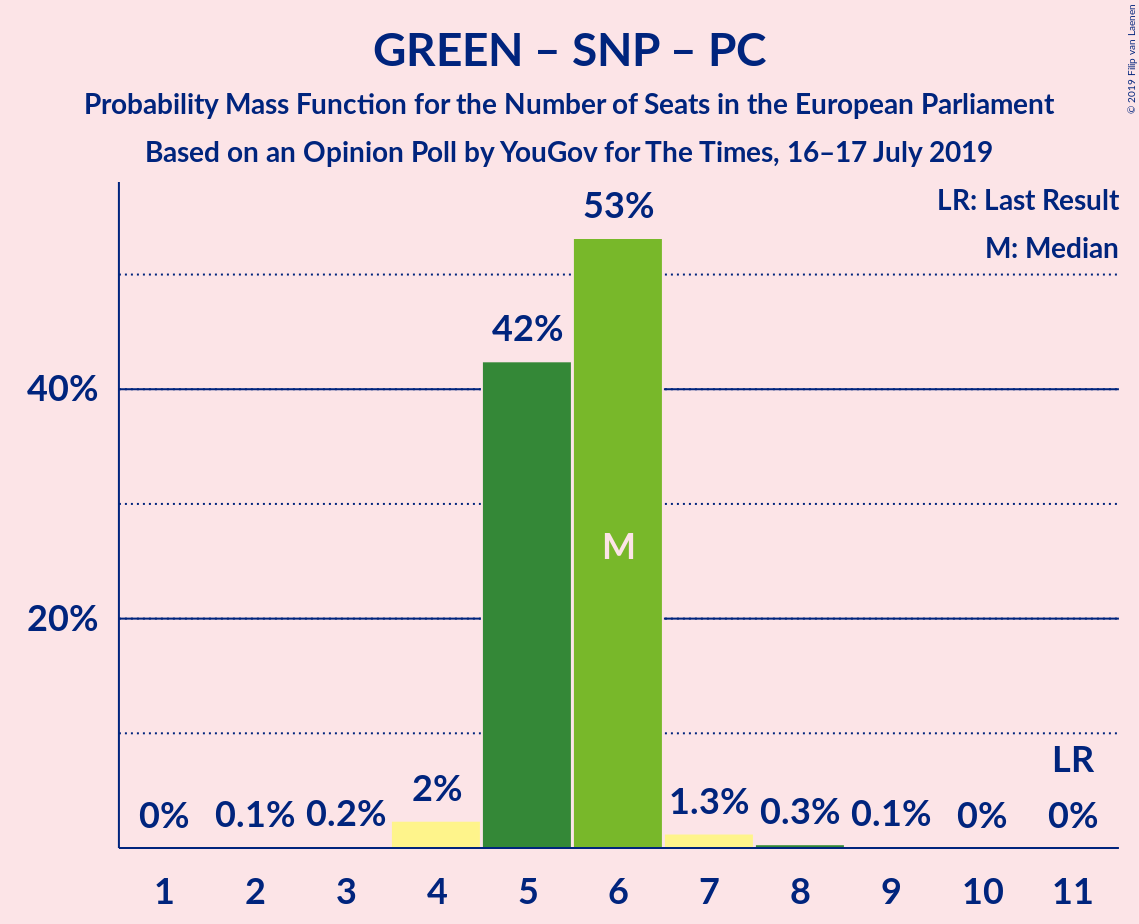 GREEN – SNP – PC
Probability Mass Function for the Number of Seats in the European Parliament
Based on an Opinion Poll by YouGov for The Times, 16–17 July 2019
© 2019 Filip van Laenen
LR: Last Result
M: Median
53%
42%
40%
M
20%
LR
0% 0.1% 0.2% 2% 1.3% 0.3% 0.1% 0% 0%
1 2 3 4 5 6 7 8 9 10 11